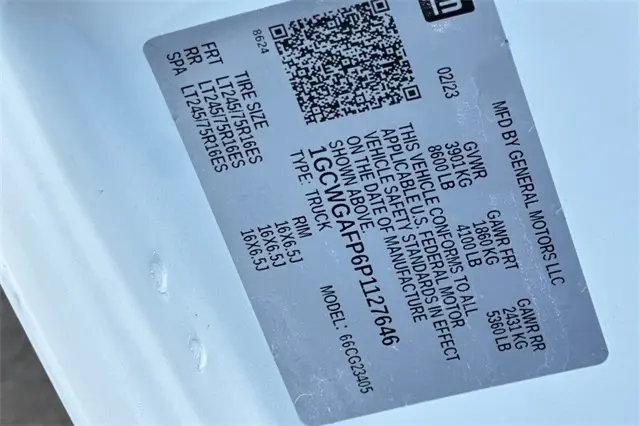 MFD BY GENERAL MOTORS LLC
02/23
GVWR GAWR FRT GAWR RR
3901 KG 1860 KG 2431 KG
8600 LB 4100 LB 5360 LB
THIS VEHICLE CONFORMS TO ALL
APPLICABLE U.S. FEDERAL MOTOR
VEHICLE SAFETY STANDARDS IN EFFECT
ON THE DATE OF MANUFACTURE
SHOWN ABOVE.
1GCWGAFP6P1127646
TYPE: TRUCK MODEL: 66CG23405
8624
TIRE SIZE RIM
FRT LT245/75R16ES 16X6.5J
RR LT245/75R16ES 16X6.5J
SPA LT245/75R16ES